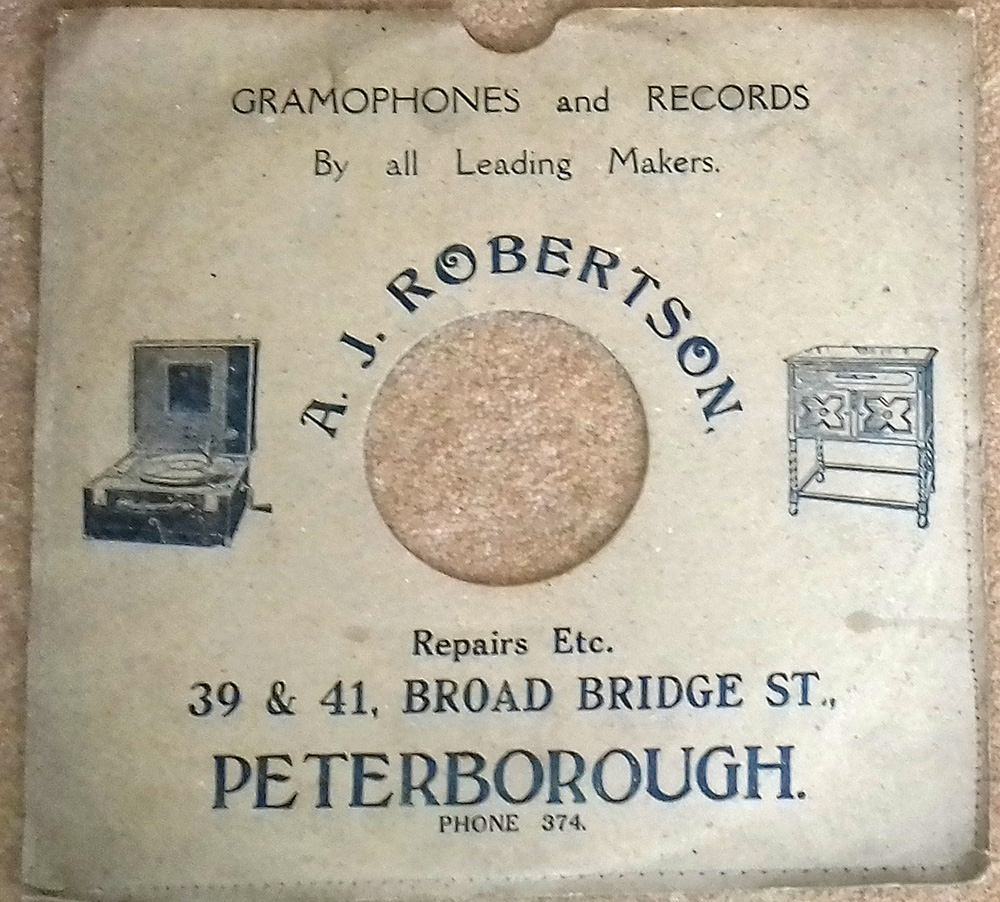 GRAMOPHONES and RECORDS
By all Leading Makers.
A. J. ROBERTSON,
Repairs Etc.
39 & 41, BROAD BRIDGE ST.,
PETERBOROUGH.
PHONE 374.